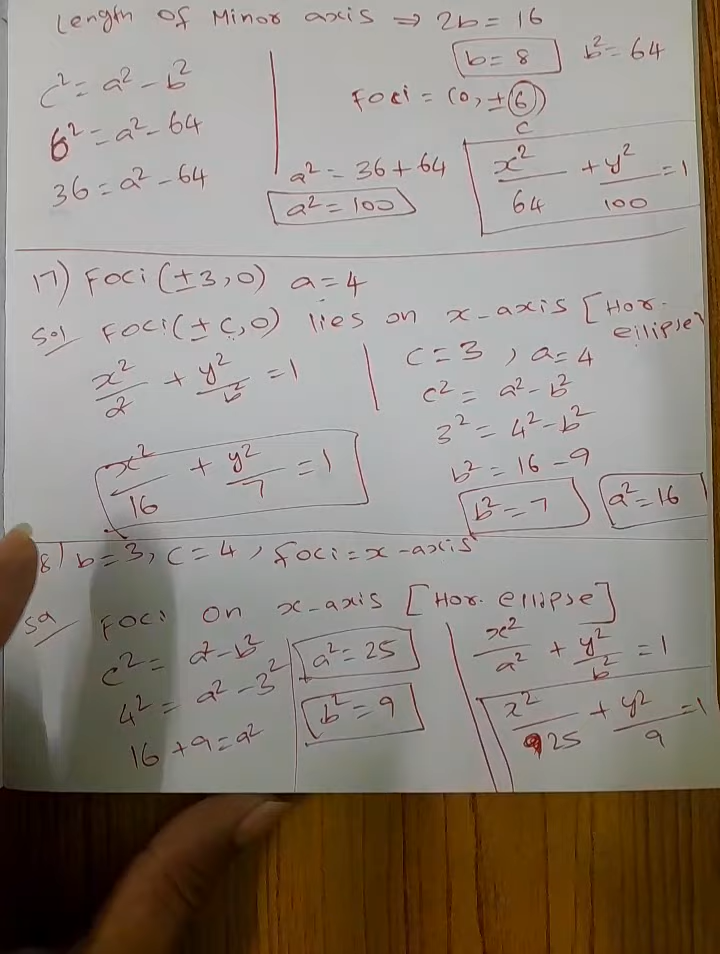 Length of Minor axis ⇒ 2b = 16
b = 8 b² = 64
c² = a² - b²
6² = a² - 64
36 = a² - 64
Foci = (0, ±6)
c
a² = 36 + 64
a² = 100
x²/64 + y²/100 = 1
17) Foci (±3, 0) a = 4
Sol Foci (± c, 0) lies on x-axis [Hor. ellipse]
x²/a² + y²/b² = 1
x²/16 + y²/7 = 1
c = 3, a = 4
c² = a² - b²
3² = 4² - b²
b² = 16 - 9
b² = 7 a² = 16
8) b = 3, c = 4, Foci = x-axis
Foci on x-axis [Hor. ellipse]
c² = a² - b²
4² = a² - 3²
16 + 9 = a²
a² = 25
b² = 9
x²/a² + y²/b² = 1
x²/25 + y²/9 = 1